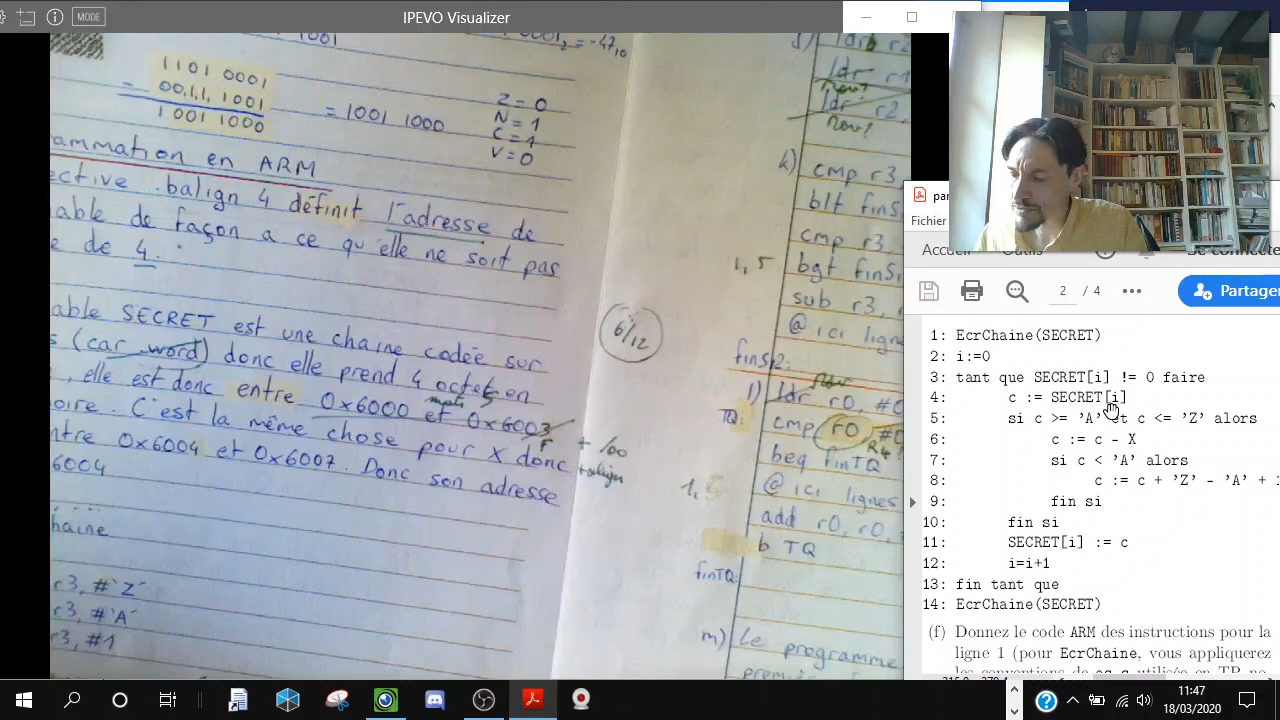 IPEVO Visualizer
MODE
= -47₁₀
1101 0001
00111 1001
1001 1000
= 1001 1000
Z = 0
N = 1
C = 1
V = 0
ammation en ARM
ective .balign 4 définit l'adresse de
able de façon a ce qu'elle ne soit pas
e de 4.
able SECRET est une chaine codée sur
(car .word) donc elle prend 4 octets en
, elle est donc entre 0x6000 et 0x6003
oire. C'est la même chose pour X donc
ntre 0x6004 et 0x6007. Donc son adresse
6004
haine
r3, #'Z'
r3, #'A'
r3, #1
6/12
ldr r1
ldr r2,
k) cmp r3
blt finS
cmp r3,
1,5 bgt finSi
sub r3, r
@ ici ligne
finSi2:
l) ldr r0, #0
TQ: cmp r0 #0
beq finTQ
@ ici lignes
add r0, r0,
b TQ
finTQ:
m) Le programme
Fichier
2 / 4
Partager
1: EcrChaine(SECRET)
2: i:=0
3: tant que SECRET[i] != 0 faire
4: c := SECRET[i]
5: si c >= 'A' et c <= 'Z' alors
6: c := c - X
7: si c < 'A' alors
8: c := c + 'Z' - 'A' + 1
9: fin si
10: fin si
11: SECRET[i] := c
12: i=i+1
13: fin tant que
14: EcrChaine(SECRET)
(f) Donnez le code ARM des instructions pour la
ligne 1 (pour EcrChaine, vous appliquerez
11:47
18/03/2020